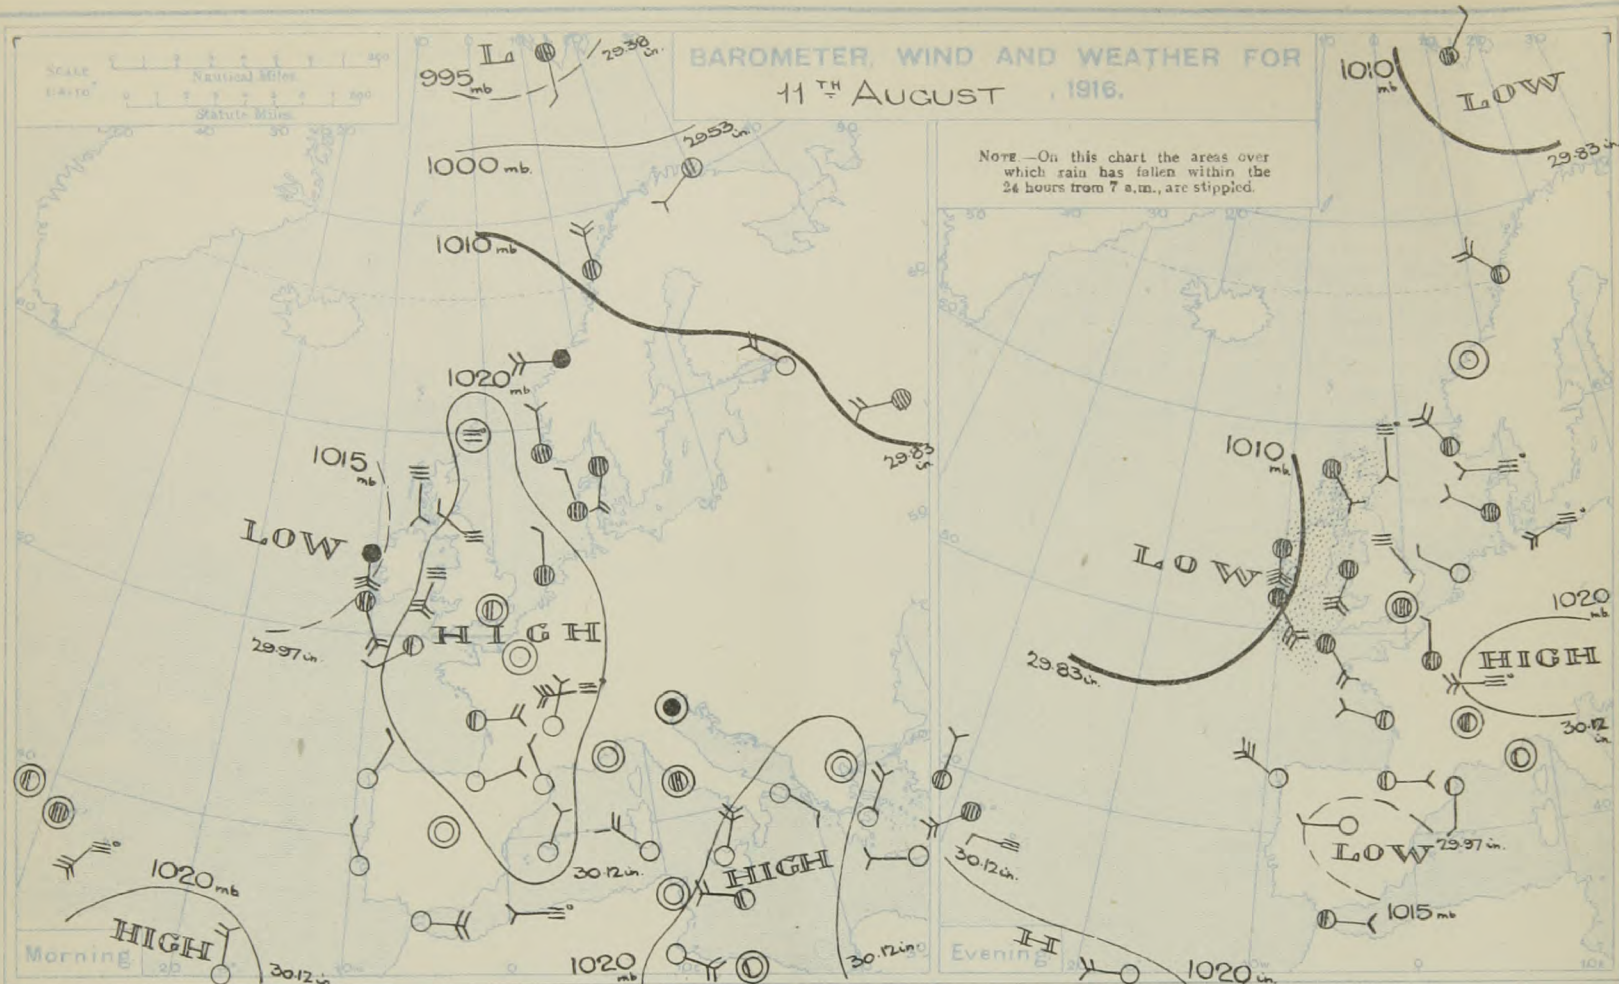 BAROMETER, WIND AND WEATHER FOR
11TH AUGUST , 1916.
SCALE
Nautical Miles.
Statute Miles.
NOTE.—On this chart the areas over
which rain has fallen within the
24 hours from 7 a.m., are stippled.
L
29.38 in.
995 mb
29.53 in.
1000 mb.
1010 mb
1020 mb
29.83 in
1015 mb
LOW
29.97 in.
HIGH
30.12 in.
HIGH
1020 mb
HIGH
30.12 in
1020 mb
30.12 in
Morning
1010 mb
LOW
29.83 in
1010 mb.
LOW
29.83 in.
1020 mb.
HIGH
30.12 in
LOW
29.97 in.
1015 mb
30.12 in.
H
1020 in.
Evening